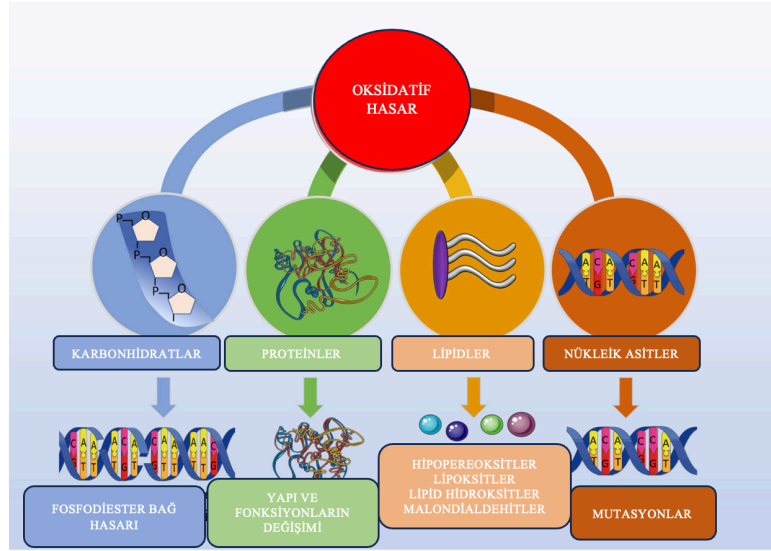 OKSİDATİF
HASAR
P
O
P
O
P
O
A C A A A
T G T T
KARBONHİDRATLAR
PROTEİNLER
LİPİDLER
NÜKLEİK ASİTLER
FOSFODİESTER BAĞ
HASARI
YAPI VE
FONKSİYONLARIN
DEĞİŞİMİ
HİPOPEREOKSİTLER
LİPOKSİTLER
LİPİD HİDROKSİTLER
MALONDİALDEHİTLER
MUTASYONLAR